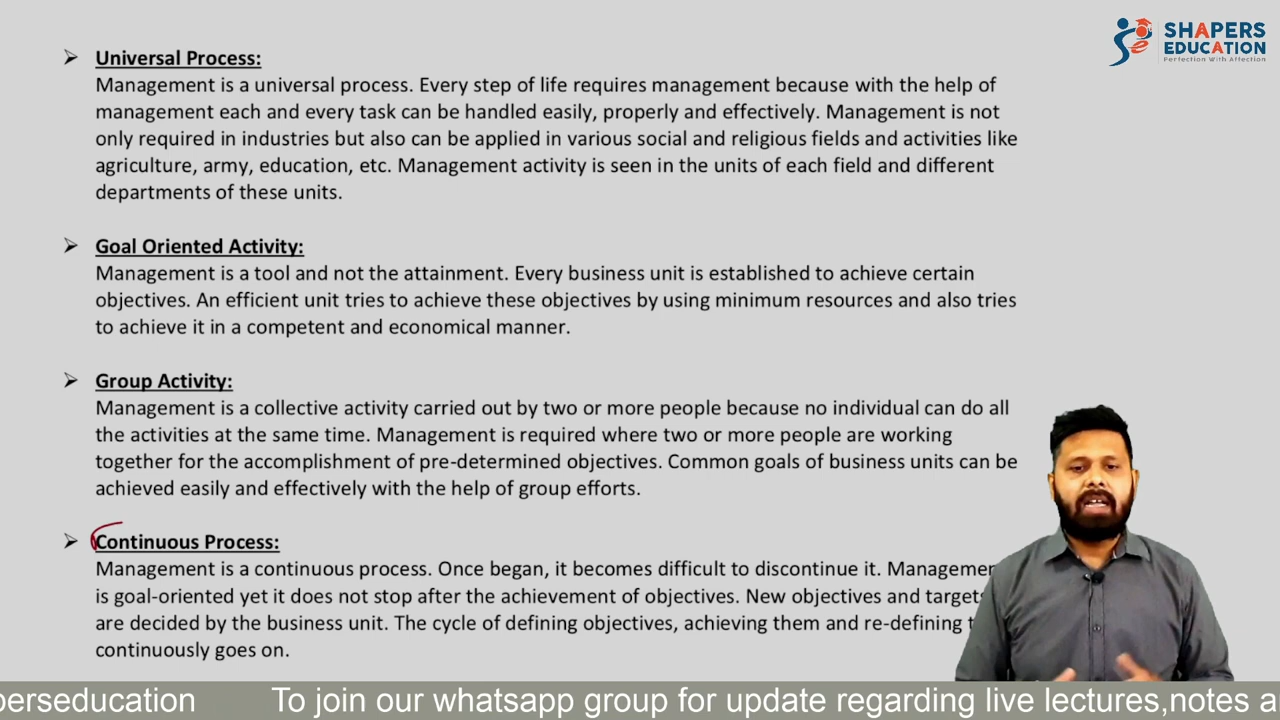 SHAPERS
EDUCATION
Perfection With Affection
➢ Universal Process:
Management is a universal process. Every step of life requires management because with the help of
management each and every task can be handled easily, properly and effectively. Management is not
only required in industries but also can be applied in various social and religious fields and activities like
agriculture, army, education, etc. Management activity is seen in the units of each field and different
departments of these units.
➢ Goal Oriented Activity:
Management is a tool and not the attainment. Every business unit is established to achieve certain
objectives. An efficient unit tries to achieve these objectives by using minimum resources and also tries
to achieve it in a competent and economical manner.
➢ Group Activity:
Management is a collective activity carried out by two or more people because no individual can do all
the activities at the same time. Management is required where two or more people are working
together for the accomplishment of pre-determined objectives. Common goals of business units can be
achieved easily and effectively with the help of group efforts.
➢ Continuous Process:
Management is a continuous process. Once began, it becomes difficult to discontinue it. Managemen
is goal-oriented yet it does not stop after the achievement of objectives. New objectives and targets
are decided by the business unit. The cycle of defining objectives, achieving them and re-defining
continuously goes on.
perseducation To join our whatsapp group for update regarding live lectures,notes a